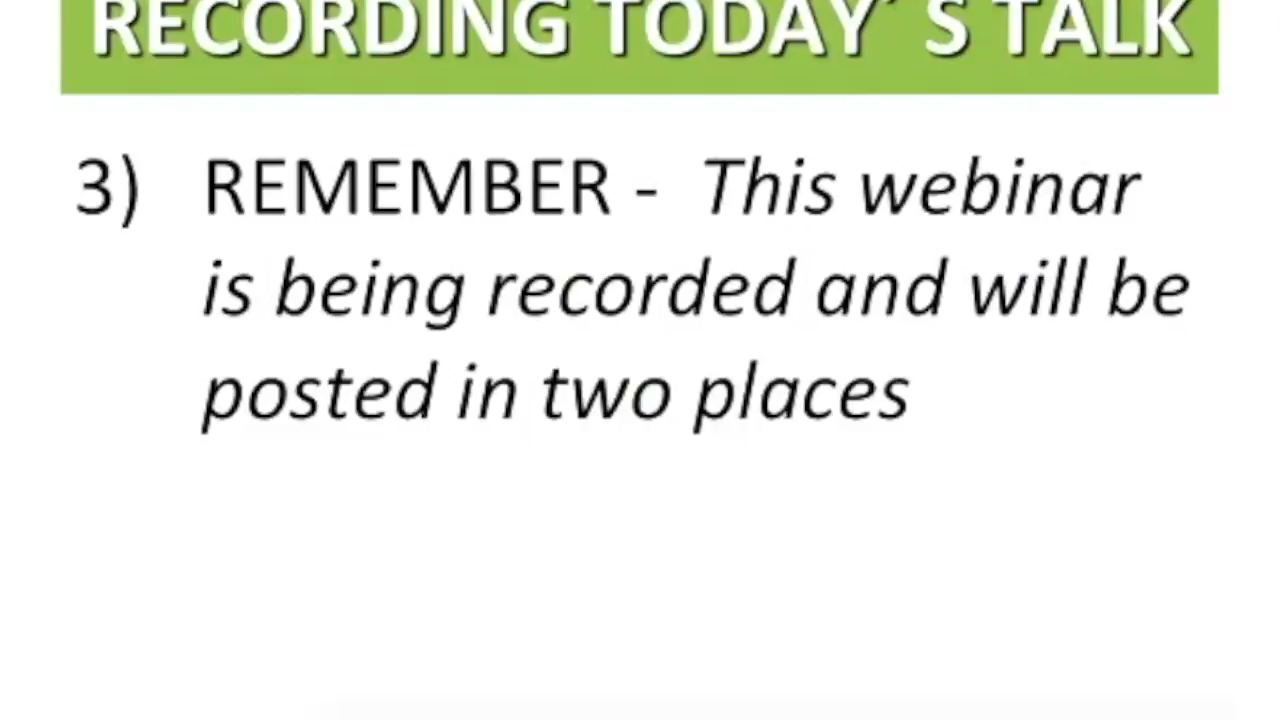 RECORDING TODAY´S TALK
3) REMEMBER - This webinar
is being recorded and will be
posted in two places